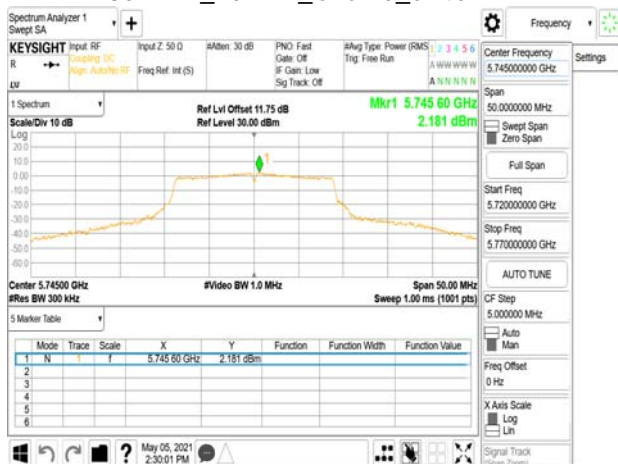 Spectrum Analyzer 1
Swept SA
+
Frequency
KEYSIGHT
R
Input: RF
Coupling: DC
Align: Auto/No RF
Input Z: 50 Ω
Freq Ref: Int (S)
#Atten: 30 dB
PNO: Fast
Gate: Off
IF Gain: Low
Sig Track: Off
#Avg Type: Power (RMS
Trig: Free Run
1 2 3 4 5 6
A W W W W W
A N N N N N
Center Frequency
5.745000000 GHz
Settings
Span
50.0000000 MHz
Swept Span
Zero Span
Full Span
Start Freq
5.720000000 GHz
Stop Freq
5.770000000 GHz
AUTO TUNE
CF Step
5.000000 MHz
Auto
Man
Freq Offset
0 Hz
X Axis Scale
Log
Lin
Signal Track
(Span Zoom)
1 Spectrum
Scale/Div 10 dB
Ref Lvl Offset 11.75 dB
Ref Level 30.00 dBm
Mkr1 5.745 60 GHz
2.181 dBm
Log
20.0
10.0
0.00
-10.0
-20.0
-30.0
-40.0
-50.0
-60.0
1
Center 5.74500 GHz
#Res BW 300 kHz
#Video BW 1.0 MHz
Span 50.00 MHz
Sweep 1.00 ms (1001 pts)
5 Marker Table
Mode Trace Scale X Y Function Function Width Function Value
1 N 1 f 5.745 60 GHz 2.181 dBm
2
3
4
5
6
?
May 05, 2021
2:30:01 PM